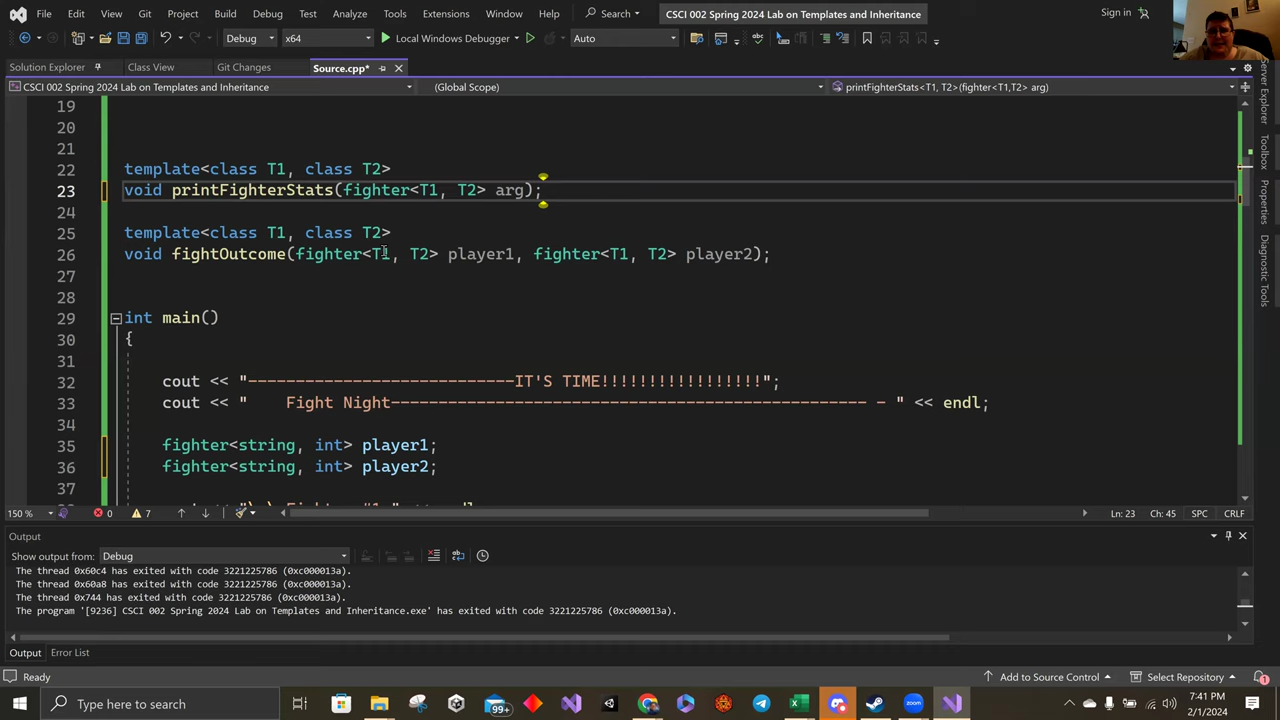 File Edit View Git Project Build Debug Test Analyze Tools Extensions Window Help Search CSCI 002 Spring 2024 Lab on Templates and Inheritance Sign in
Debug x64 Local Windows Debugger Auto
Solution Explorer Class View Git Changes Source.cpp*
CSCI 002 Spring 2024 Lab on Templates and Inheritance (Global Scope) printFighterStats<T1, T2>(fighter<T1,T2> arg)
19
20
21
22 template<class T1, class T2>
23 void printFighterStats(fighter<T1, T2> arg);
24
25 template<class T1, class T2>
26 void fightOutcome(fighter<T1, T2> player1, fighter<T1, T2> player2);
27
28
29 int main()
30 {
31
32 cout << "----------------------------IT'S TIME!!!!!!!!!!!!!!!!!";
33 cout << "    Fight Night-------------------------------------------------- - " << endl;
34
35 fighter<string, int> player1;
36 fighter<string, int> player2;
37
150 % 0 7 Ln: 23 Ch: 45 SPC CRLF
Output
Show output from: Debug
The thread 0x60c4 has exited with code 3221225786 (0xc000013a).
The thread 0x60a8 has exited with code 3221225786 (0xc000013a).
The thread 0x744 has exited with code 3221225786 (0xc000013a).
The program '[9236] CSCI 002 Spring 2024 Lab on Templates and Inheritance.exe' has exited with code 3221225786 (0xc000013a).
Output Error List
Ready Add to Source Control Select Repository 1
Type here to search 99+ 7:41 PM
2/1/2024
Server Explorer
Toolbox
Properties
Diagnostic Tools